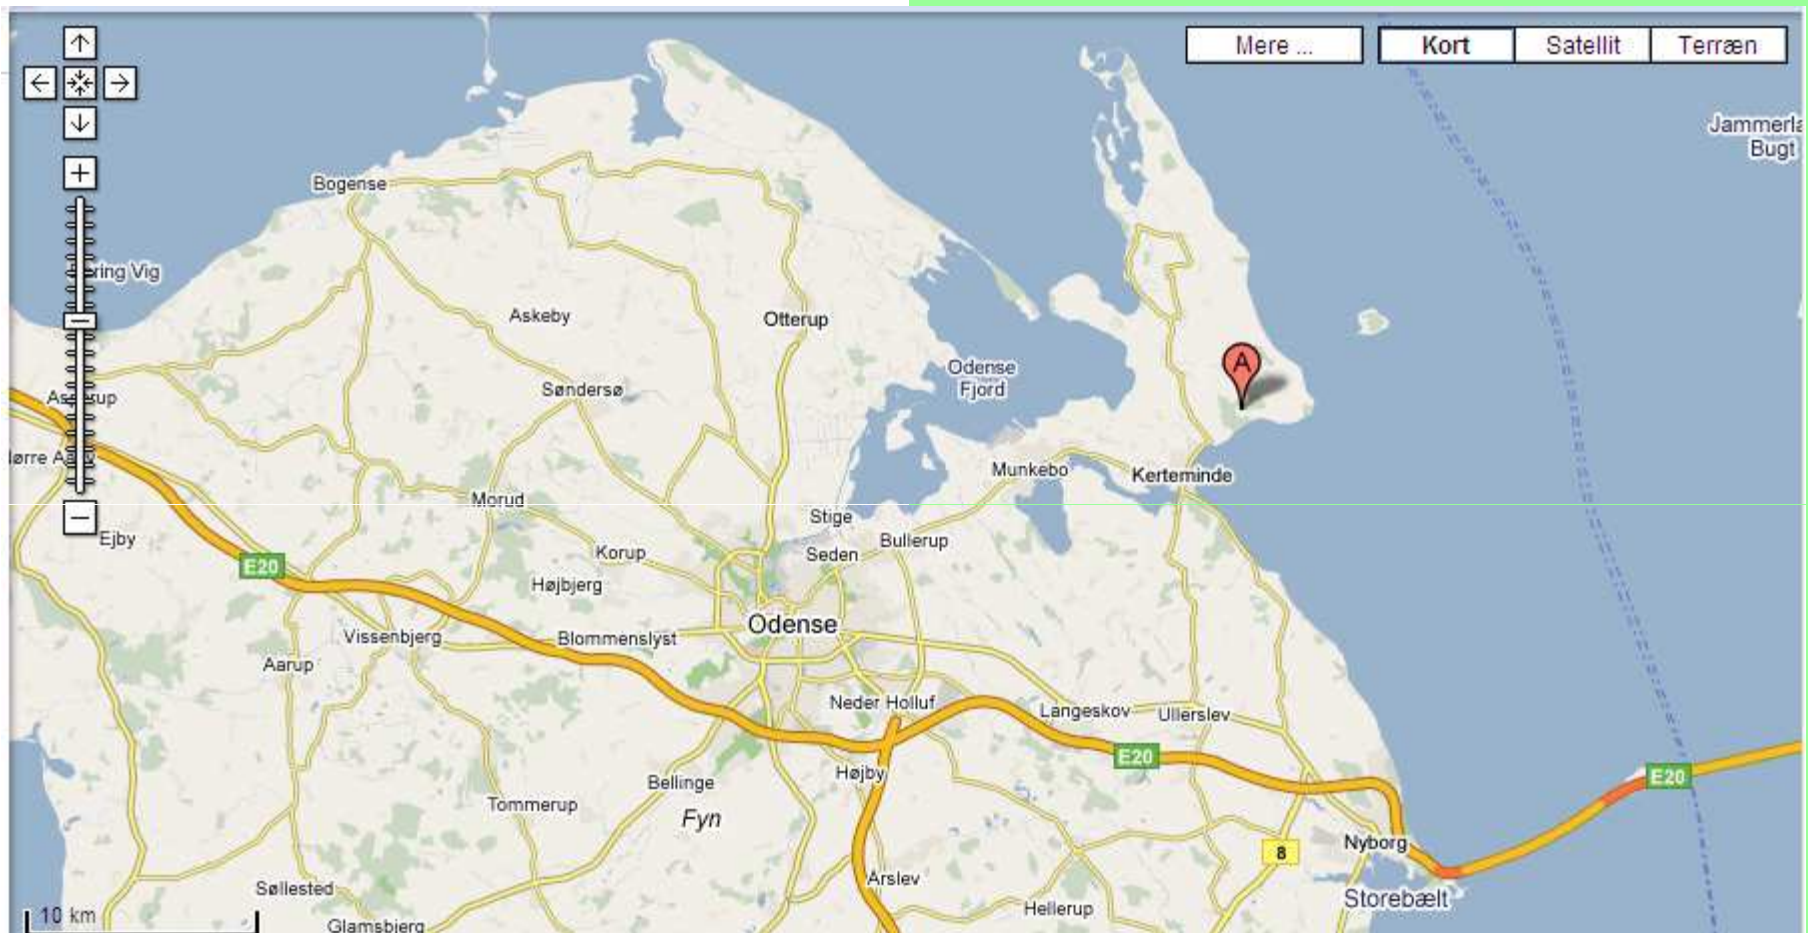 Mere ...
Kort
Satellit
Terræn
Jammerla
Bugt
Bogense
ring Vig
Askeby
Otterup
Odense
Fjord
A
Søndersø
Munkebo
Kerteminde
Morud
Stige
Ejby
Korup
Seden
Bullerup
E20
Højbjerg
Odense
Vissenbjerg
Blommenslyst
Aarup
Neder Holluf
Langeskov
Ullerslev
E20
Højby
E20
Bellinge
Tommerup
Fyn
Nyborg
8
Årslev
Søllested
Storebælt
Hellerup
10 km
Glamsbjerg